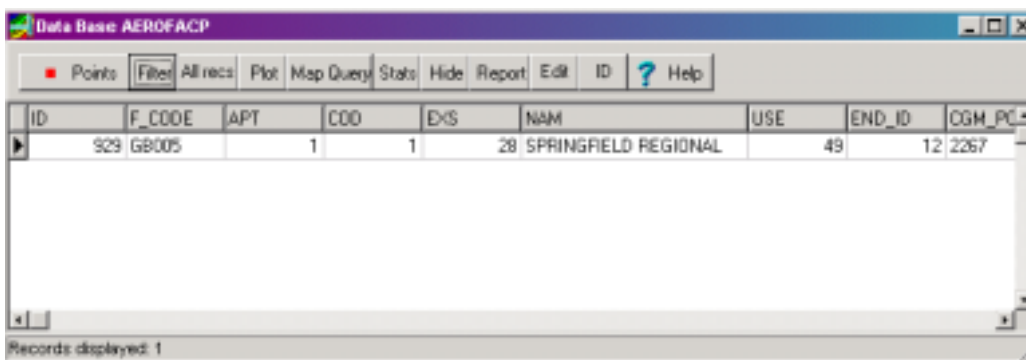 Data Base: AEROFACP
Points Filter All recs Plot Map Query Stats Hide Report Edit ID ? Help
ID F_CODE APT COD EXS NAM USE END_ID CGM_PO
929 GB005 1 1 28 SPRINGFIELD REGIONAL 49 12 2267
Records displayed: 1